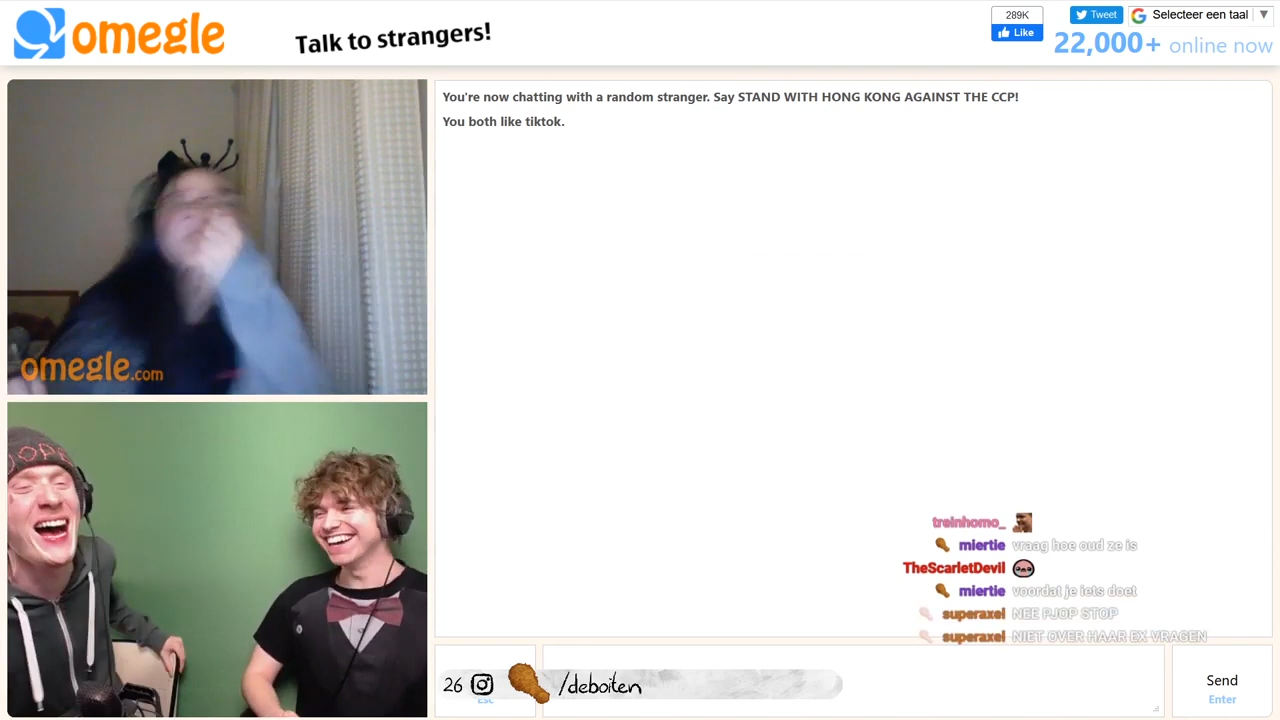 omegle
Talk to strangers!
289K
Like
Tweet
Selecteer een taal
22,000+ online now
You're now chatting with a random stranger. Say STAND WITH HONG KONG AGAINST THE CCP!
You both like tiktok.
omegle.com
treinhomo_
miertie vraag hoe oud ze is
TheScarletDevil
miertie voordat je iets doet
superaxel NEE PJOP STOP
superaxel NIET OVER HAAR EX VRAGEN
26 /deboiten
Esc
Send
Enter